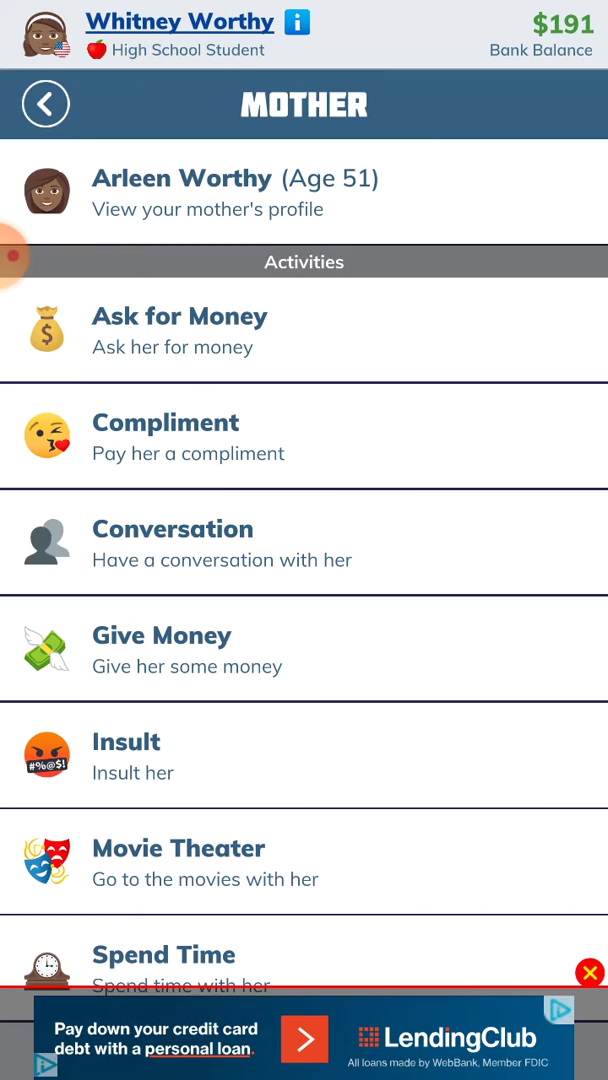 Whitney Worthy i
$191
High School Student
Bank Balance
MOTHER
Arleen Worthy (Age 51)
View your mother's profile
Activities
Ask for Money
Ask her for money
Compliment
Pay her a compliment
Conversation
Have a conversation with her
Give Money
Give her some money
Insult
#%@$!
Insult her
Movie Theater
Go to the movies with her
Spend Time
Spend time with her
Pay down your credit card
debt with a personal loan.
LendingClub
All loans made by WebBank, Member FDIC